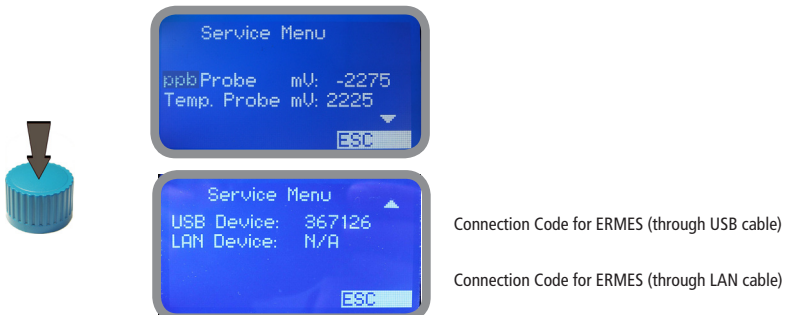 Service Menu
ppb Probe mV: -2275
Temp. Probe mV: 2225
ESC
Service Menu
USB Device: 367126
LAN Device: N/A
ESC
Connection Code for ERMES (through USB cable)
Connection Code for ERMES (through LAN cable)